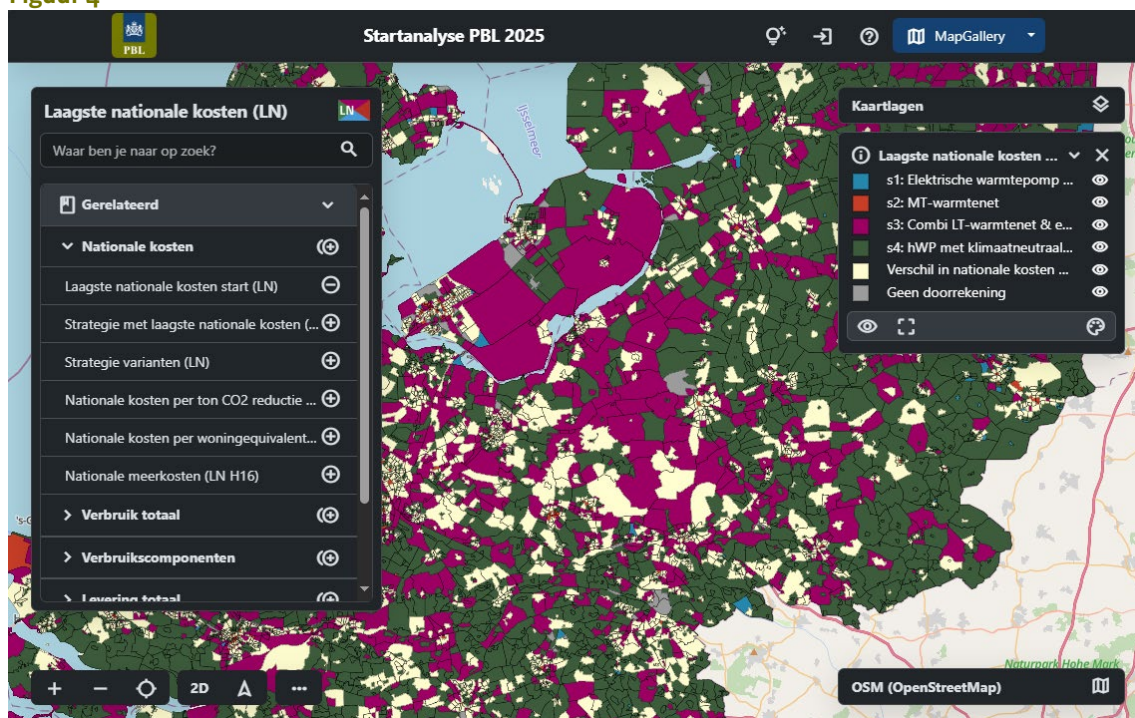 Figuur 4
PBL
Startanalyse PBL 2025
MapGallery
Laagste nationale kosten (LN)
LN
Waar ben je naar op zoek?
Gerelateerd
Nationale kosten
Laagste nationale kosten start (LN)
Strategie met laagste nationale kosten (...
Strategie varianten (LN)
Nationale kosten per ton CO2 reductie ...
Nationale kosten per woningequivalent...
Nationale meerkosten (LN H16)
Verbruik totaal
Verbruikscomponenten
Levering totaal
IJsselmeer
Kaartlagen
Laagste nationale kosten ...
s1: Elektrische warmtepomp ...
s2: MT-warmtenet
s3: Combi LT-warmtenet & e...
s4: hWP met klimaatneutraal...
Verschil in nationale kosten ...
Geen doorrekening
Naturpark Hohe Mark
2D
OSM (OpenStreetMap)